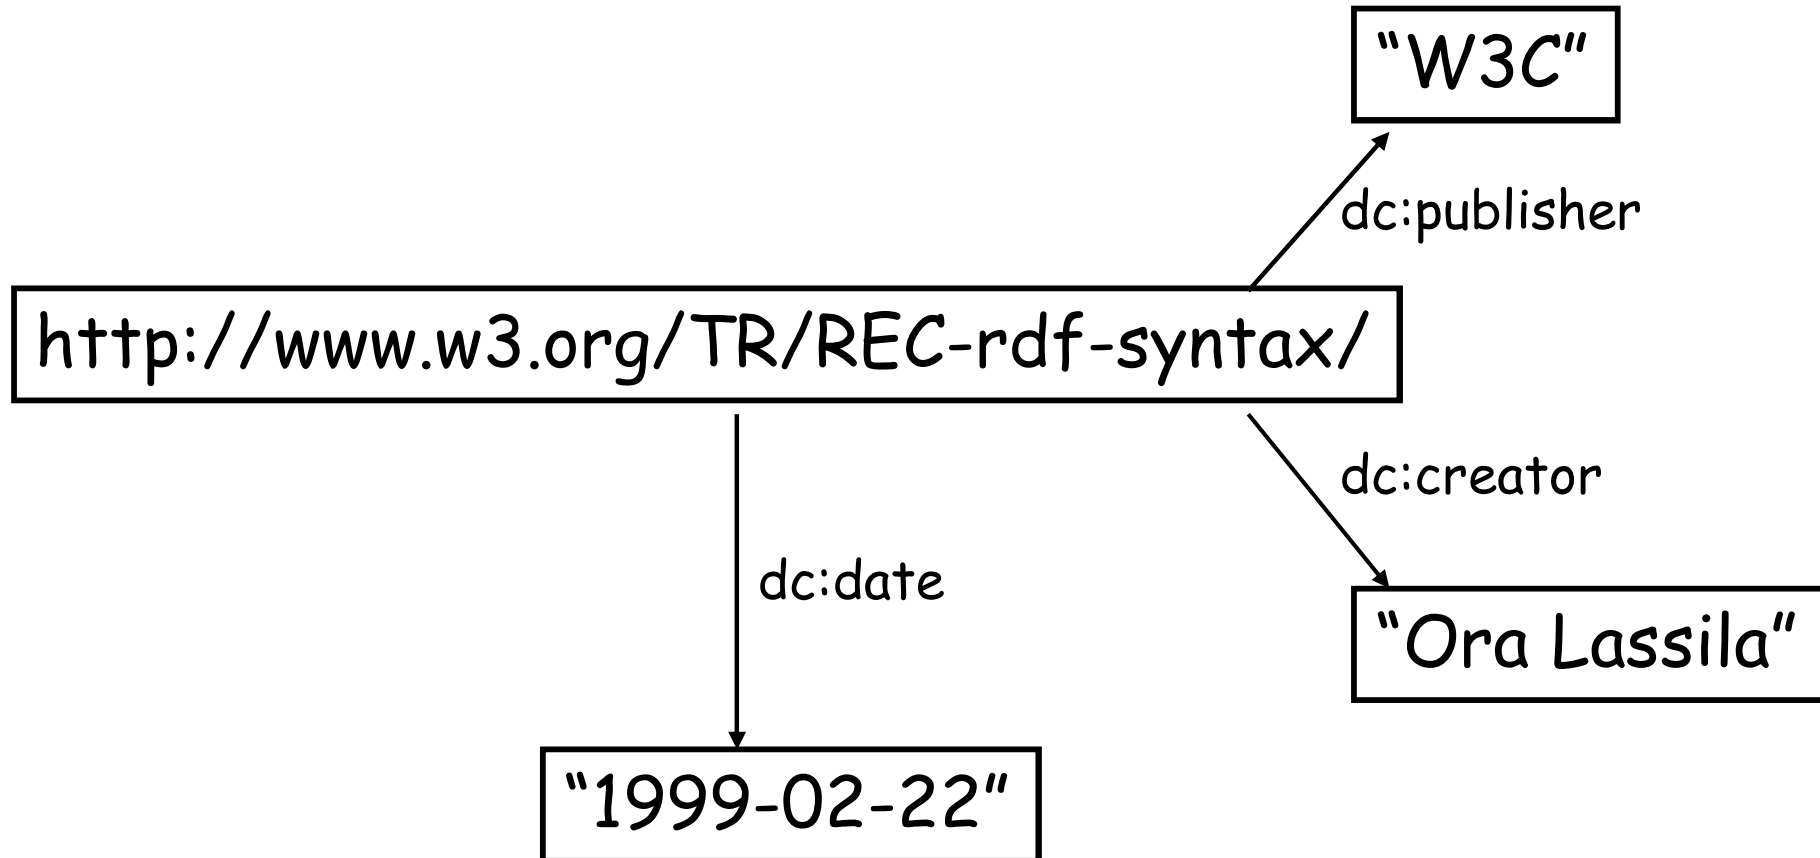 “W3C”
dc:publisher
http://www.w3.org/TR/REC-rdf-syntax/
dc:creator
dc:date
“Ora Lassila”
“1999-02-22”